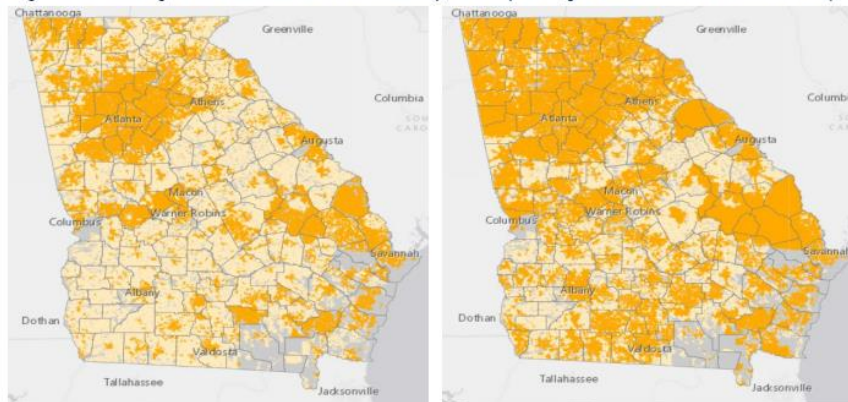 Chattanooga
Greenville
Columbia
Athens
Atlanta
Augusta
Macon
Columbus
Warner Robins
Savannah
Albany
Dothan
Valdosta
Tallahassee
Jacksonville
Chattanooga
Greenville
Columb
Athens
Atlanta
Augusta
Macon
Columbus
Warner Robins
Savannah
Albany
Dothan
Valdosta
Tallahassee
Jacksonville